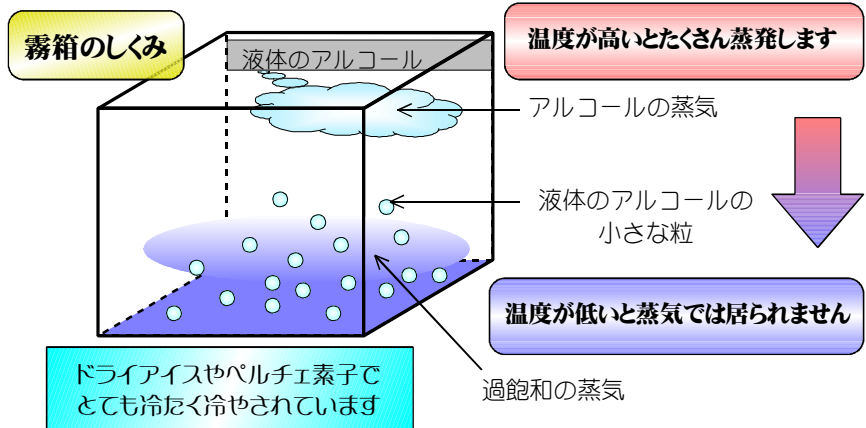 霧箱のしくみ
液体のアルコール
温度が高いとたくさん蒸発します
アルコールの蒸気
液体のアルコールの
小さな粒
温度が低いと蒸気では居られません
過飽和の蒸気
ドライアイスやペルチェ素子で
とても冷たく冷やされています